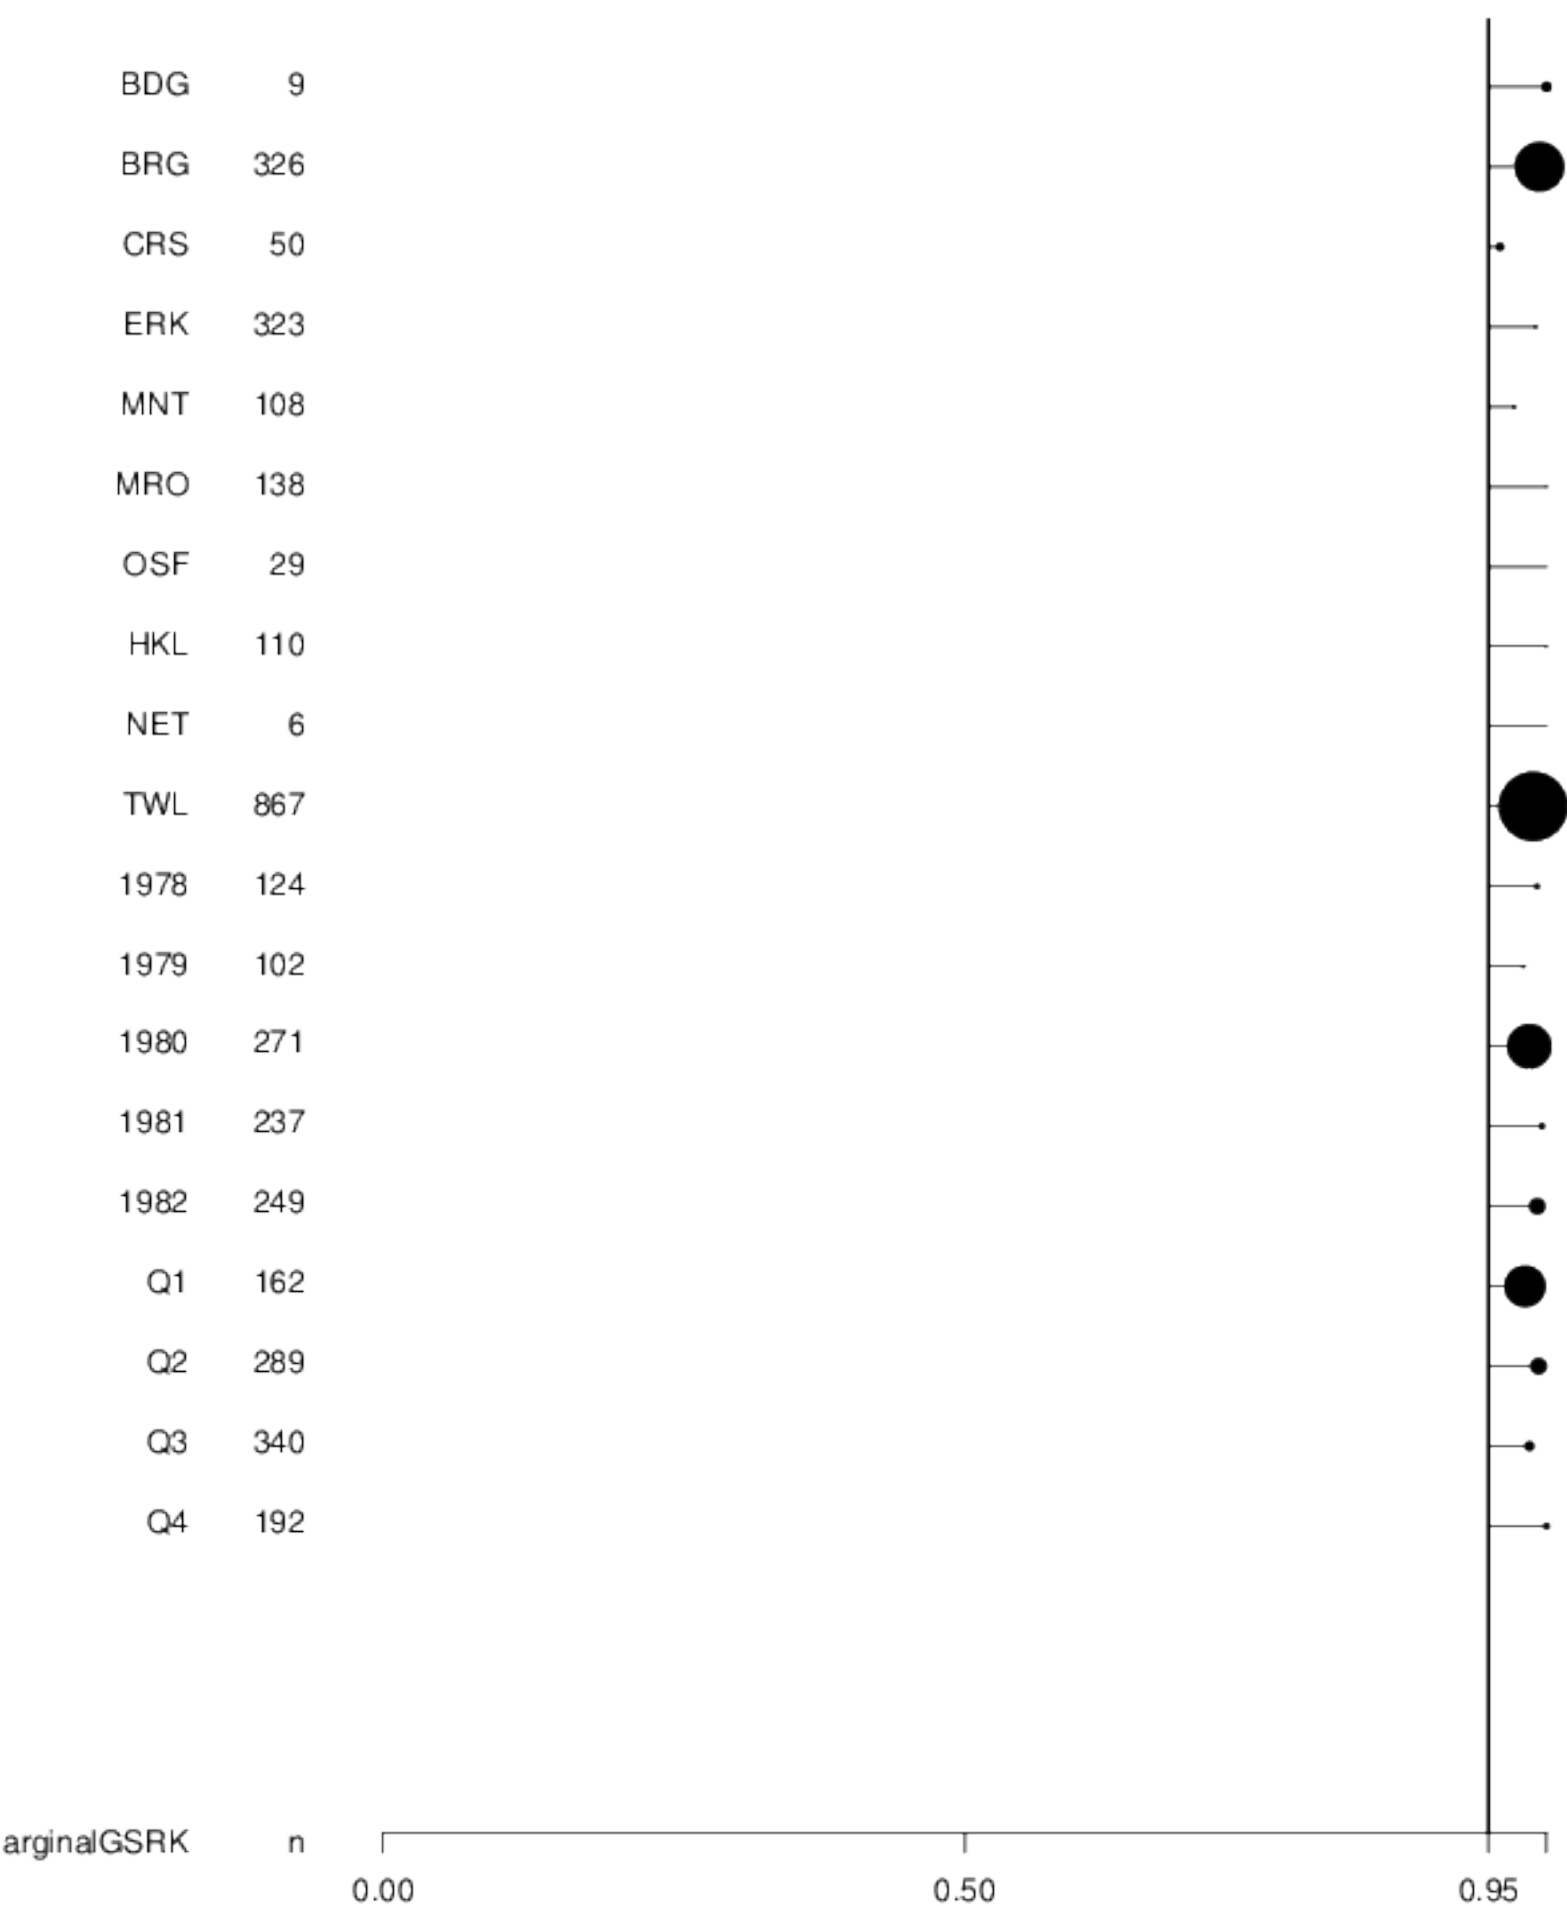 BDG 9
BRG 326
CRS 50
ERK 323
MNT 108
MRO 138
OSF 29
HKL 110
NET 6
TWL 867
1978 124
1979 102
1980 271
1981 237
1982 249
Q1 162
Q2 289
Q3 340
Q4 192
arginalGSRK n
0.00 0.50 0.95